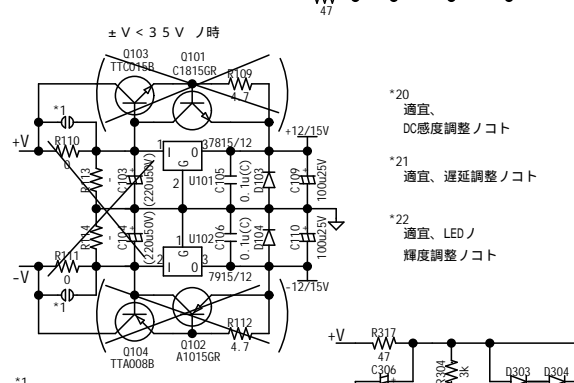 47
±V<35V ノ時
Q103
TTC015B
Q101
C1815GR
R109
4.7
*1
+V
R110
0
+12/15V
1
I
O
3
7815/12
G
2
U101
C103
(220u50V)
C105
0.1u(C)
D103
C109
100u25V
C104
(220u50V)
C106
0.1u(C)
D104
C110
100u25V
1
G
U102
I
O
3
7915/12
R111
0
-V
*1
-12/15V
Q104
TTA008B
Q102
A1015GR
R112
4.7
*1
*20
適宜、
DC感度調整ノコト
*21
適宜、遅延調整ノコト
*22
適宜、LEDノ
輝度調整ノコト
+V
R317
47
C306
R304
3k
D303
D304